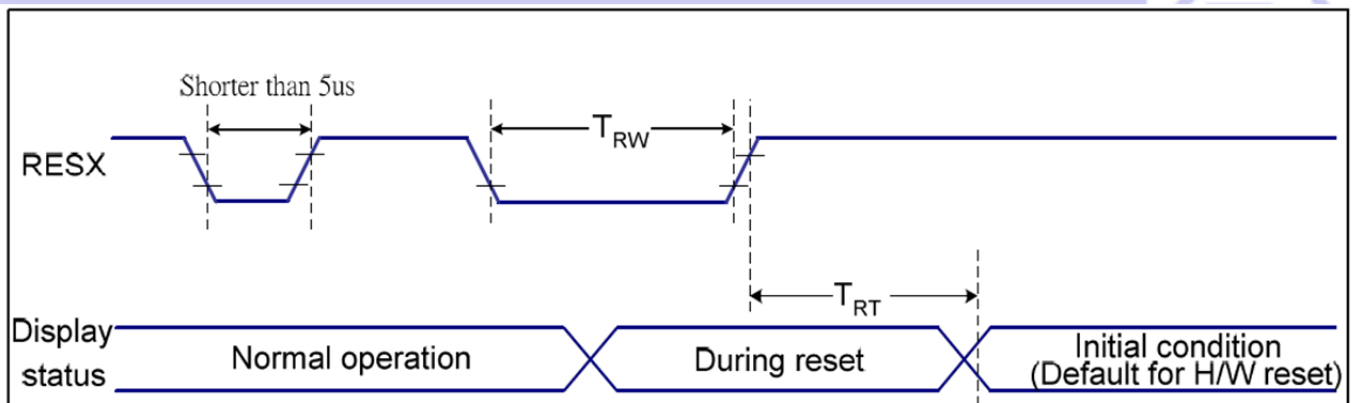 Shorter than 5us
RESX
TRW
TRT
Display
status
Normal operation
During reset
Initial condition
(Default for H/W reset)